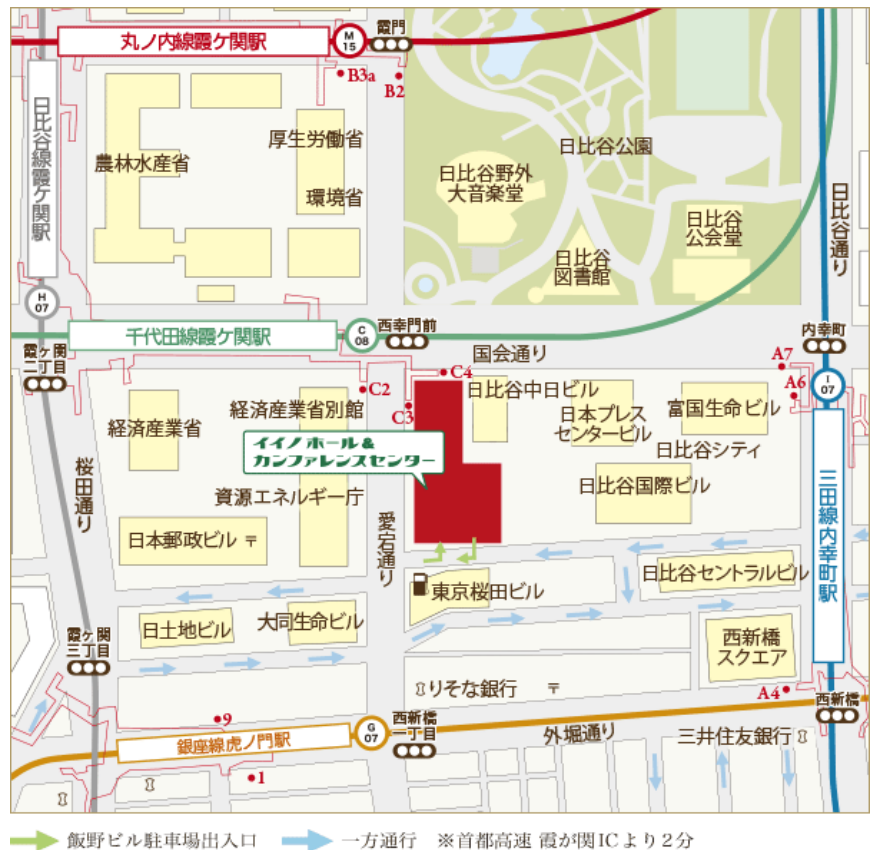 丸ノ内線霞ケ関駅
M
15
霞門
B3a
B2
日比谷線霞ケ関駅
農林水産省
厚生労働省
環境省
日比谷公園
日比谷野外
大音楽堂
日比谷
公会堂
日比谷
図書館
日比谷通り
H
07
千代田線霞ケ関駅
C
08
西幸門前
国会通り
内幸町
霞ヶ関
二丁目
C2
C4
C3
A7
A6
I
07
経済産業省
経済産業省別館
日比谷中日ビル
日本プレス
センタービル
富国生命ビル
イイノホール&
カンファレンスセンター
日比谷シティ
桜田通り
資源エネルギー庁
日比谷国際ビル
三田線内幸町駅
日本郵政ビル 〒
愛宕通り
東京桜田ビル
日比谷セントラルビル
日土地ビル
大同生命ビル
霞ヶ関
三丁目
西新橋
スクエア
りそな銀行 〒
A4
西新橋
9
銀座線虎ノ門駅
G
07
西新橋
一丁目
外堀通り
三井住友銀行
1
飯野ビル駐車場出入口 一方通行 ※首都高速 霞が関ICより2分